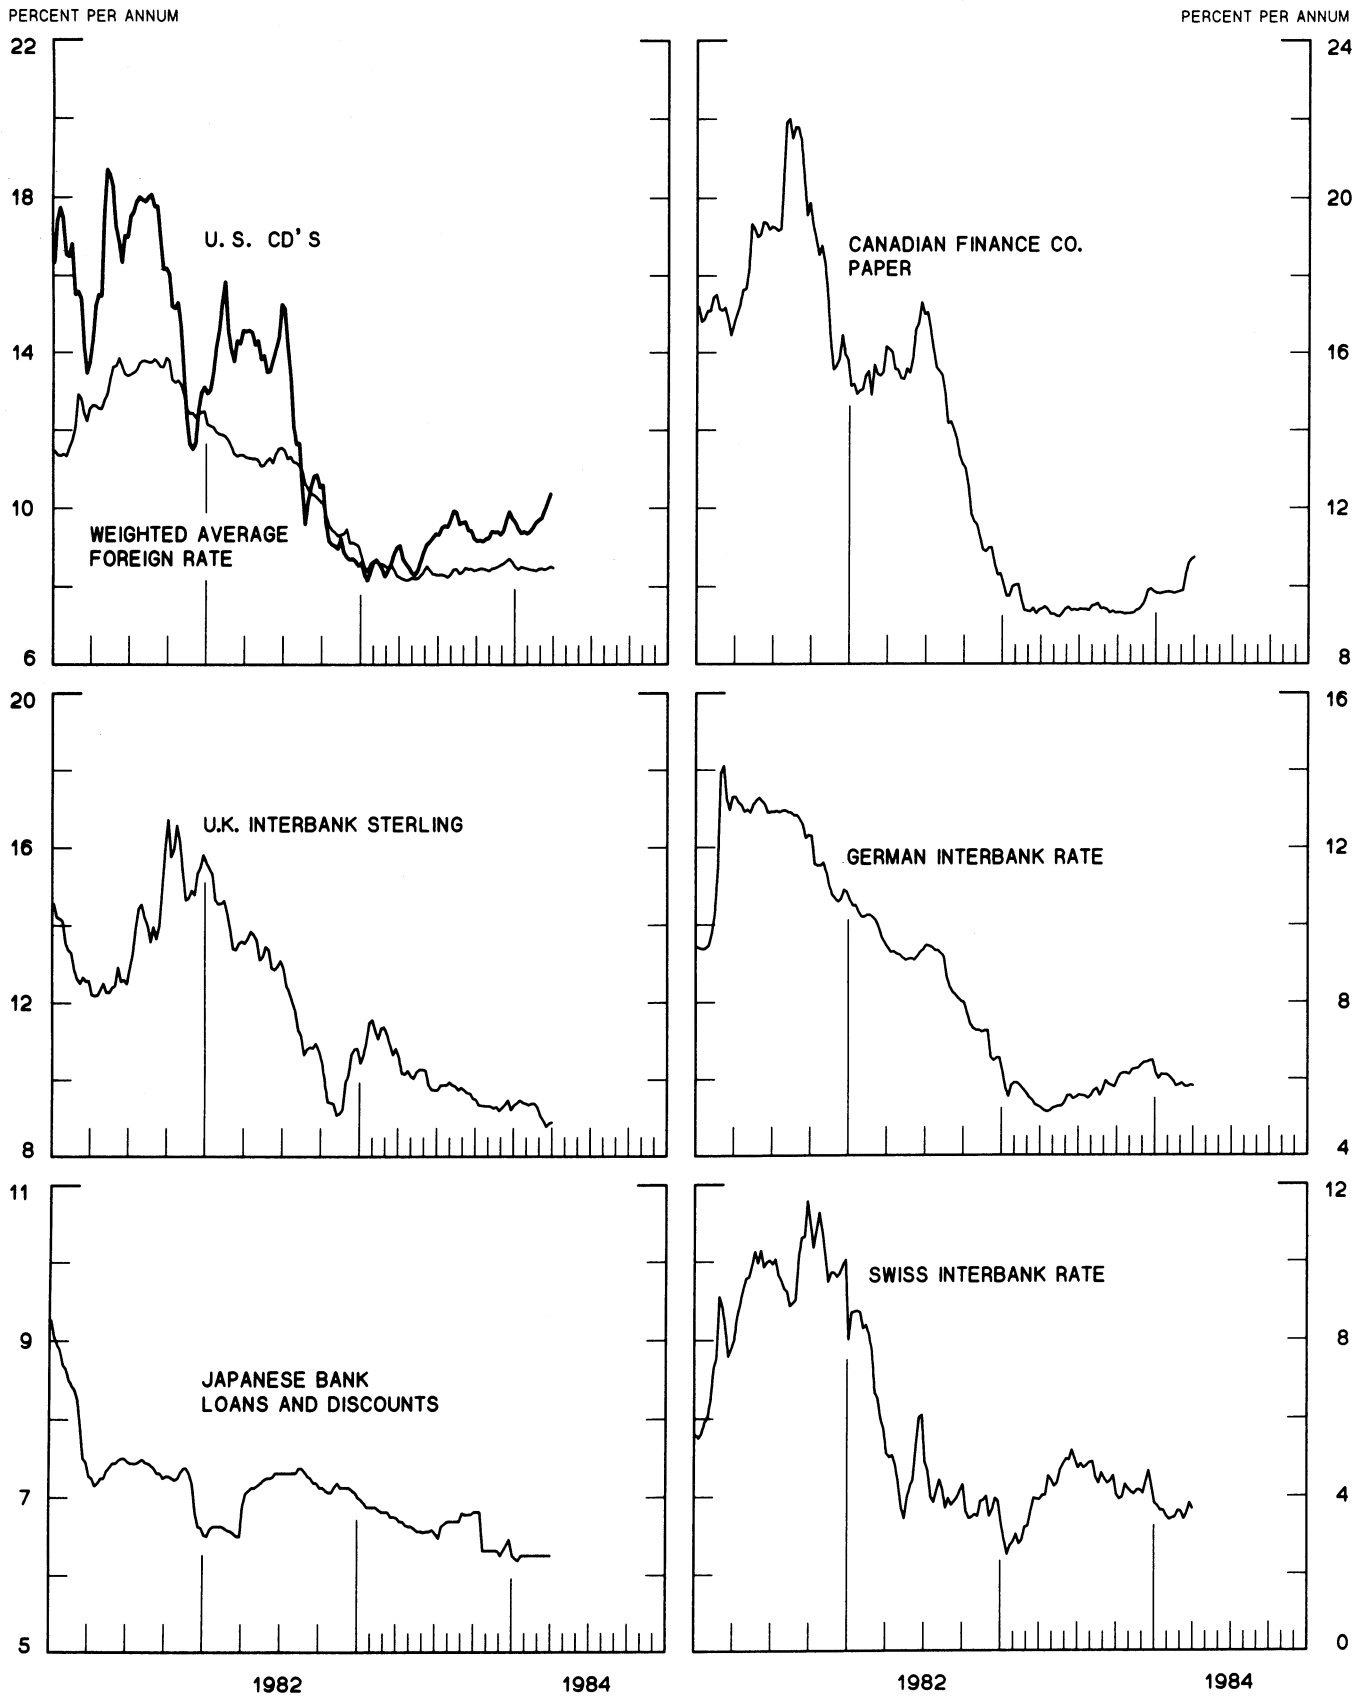 PERCENT PER ANNUM
PERCENT PER ANNUM
22
18
14
10
6
U. S. CD'S
WEIGHTED AVERAGE
FOREIGN RATE
24
20
16
12
8
CANADIAN FINANCE CO.
PAPER
20
16
12
8
U.K. INTERBANK STERLING
16
12
8
4
GERMAN INTERBANK RATE
11
9
7
5
JAPANESE BANK
LOANS AND DISCOUNTS
1982
1984
12
8
4
0
SWISS INTERBANK RATE
1982
1984